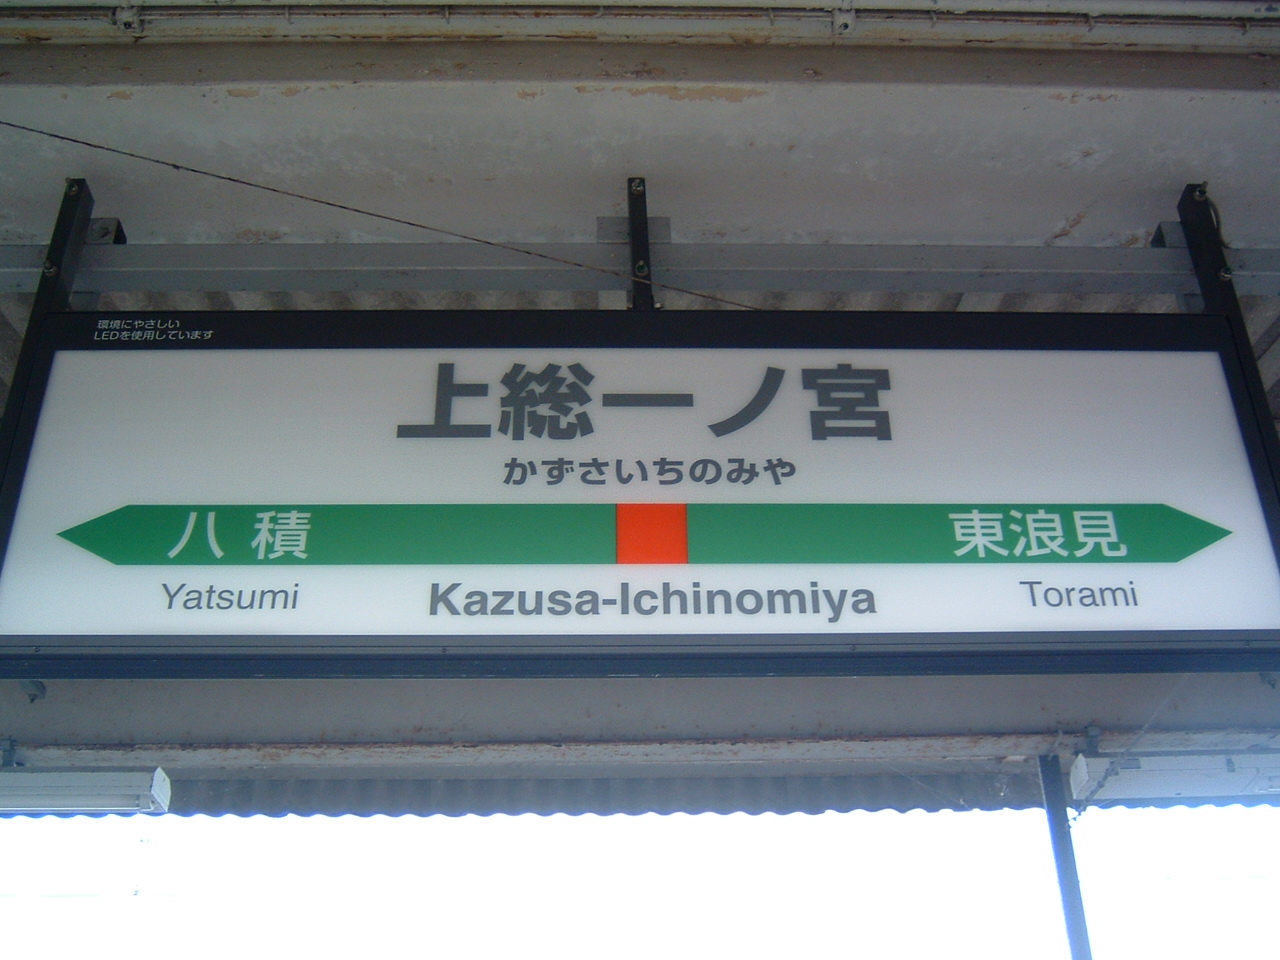 環境にやさしい
LEDを使用しています
上総一ノ宮
かずさいちのみや
八積 東浪見
Yatsumi Kazusa-Ichinomiya Torami